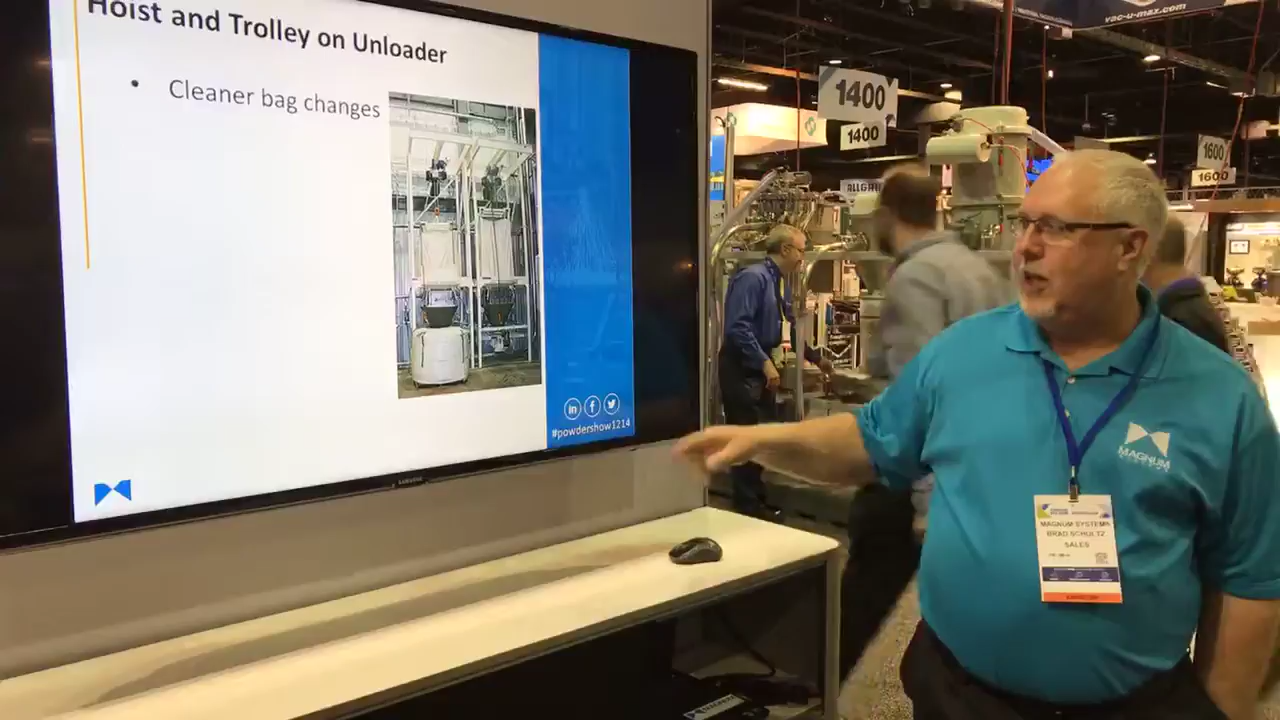 Hoist and Trolley on Unloader
• Cleaner bag changes
in f
#powdershow1214
SAMSUNG
vac-u-max.com
1400
1400
1600
1600
MAGNUM
MAGNUM SYSTEMS
BRAD SCHULTZ
SALES